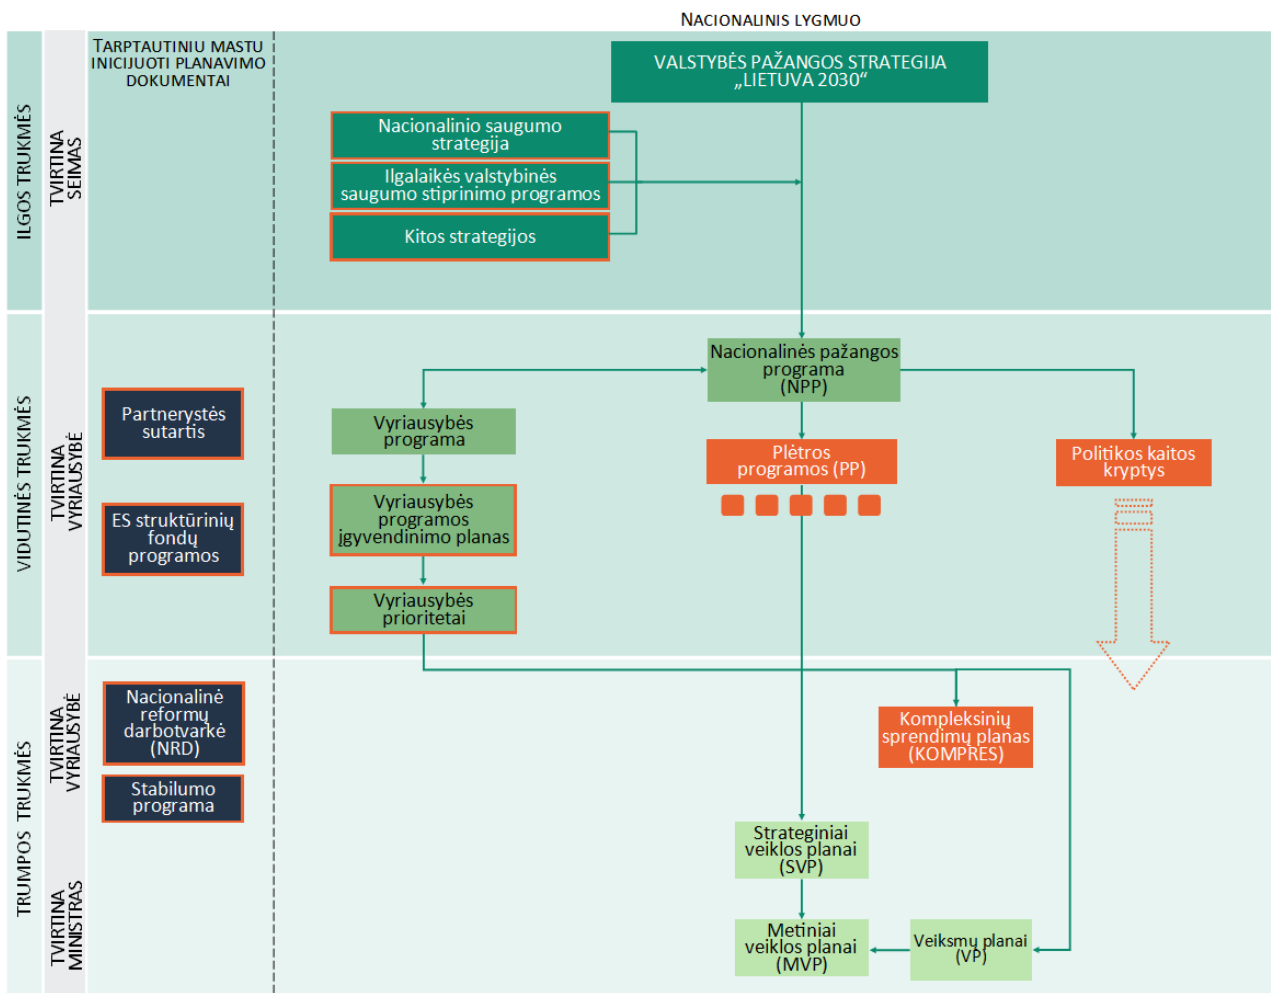 NACIONALINIS LYGMUO
TARPTAUTINIU MASTU
INICIJUOTI PLANAVIMO
DOKUMENTAI
VALSTYBĖS PAŽANGOS STRATEGIJA
„LIETUVA 2030“
ILGOS TRUKMĖS
TVIRTINA
SEIMAS
Nacionalinio saugumo
strategija
Ilgalaikės valstybinės
saugumo stiprinimo programos
Kitos strategijos
VIDUTINĖS TRUKMĖS
TVIRTINA
VYRIAUSYBĖ
Partnerystės
sutartis
ES struktūrinių
fondų
programos
Nacionalinės pažangos
programa
(NPP)
Vyriausybės
programa
Vyriausybės
programos
įgyvendinimo planas
Vyriausybės
prioritetai
Plėtros
programos (PP)
Politikos kaitos
kryptys
TRUMPOS TRUKMĖS
TVIRTINA
VYRIAUSYBĖ
TVIRTINA
MINISTRAS
Nacionalinė
reformų
darbotvarkė
(NRD)
Stabilumo
programa
Kompleksinių
sprendimų planas
(KOMPRES)
Strateginiai
veiklos planai
(SVP)
Metiniai
veiklos planai
(MVP)
Veiksmų planai
(VP)